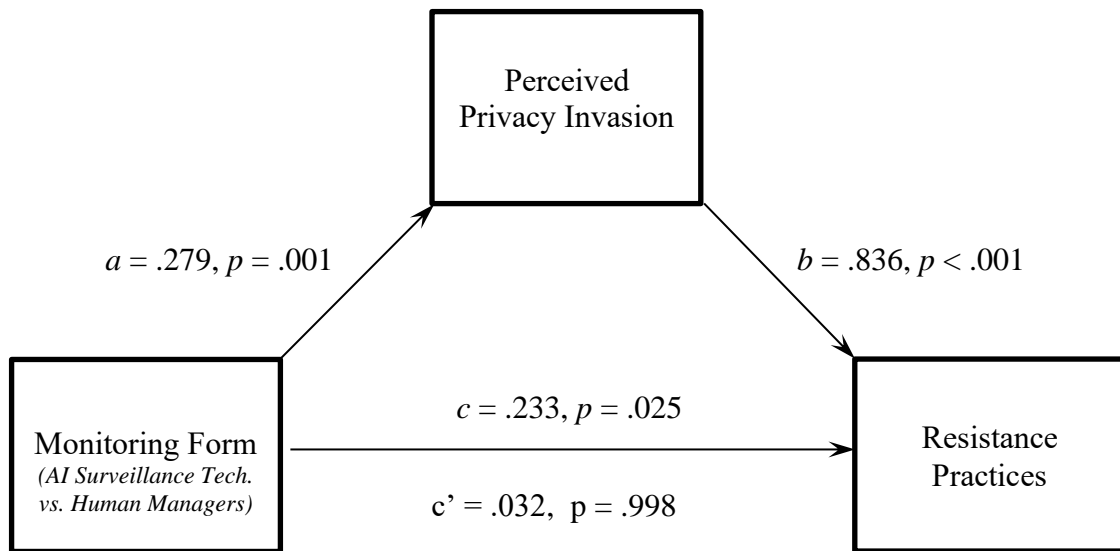 Perceived
Privacy Invasion
a = .279, p = .001
b = .836, p < .001
Monitoring Form
(AI Surveillance Tech.
vs. Human Managers)
c = .233, p = .025
c’ = .032, p = .998
Resistance
Practices